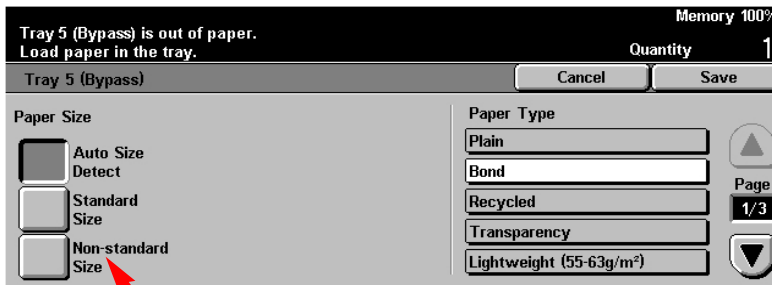 Memory 100%
Tray 5 (Bypass) is out of paper.
Load paper in the tray.
Quantity 1
Tray 5 (Bypass)
Cancel
Save
Paper Size
Auto Size
Detect
Standard
Size
Non-standard
Size
Paper Type
Plain
Bond
Recycled
Transparency
Lightweight (55-63g/m²)
Page
1/3